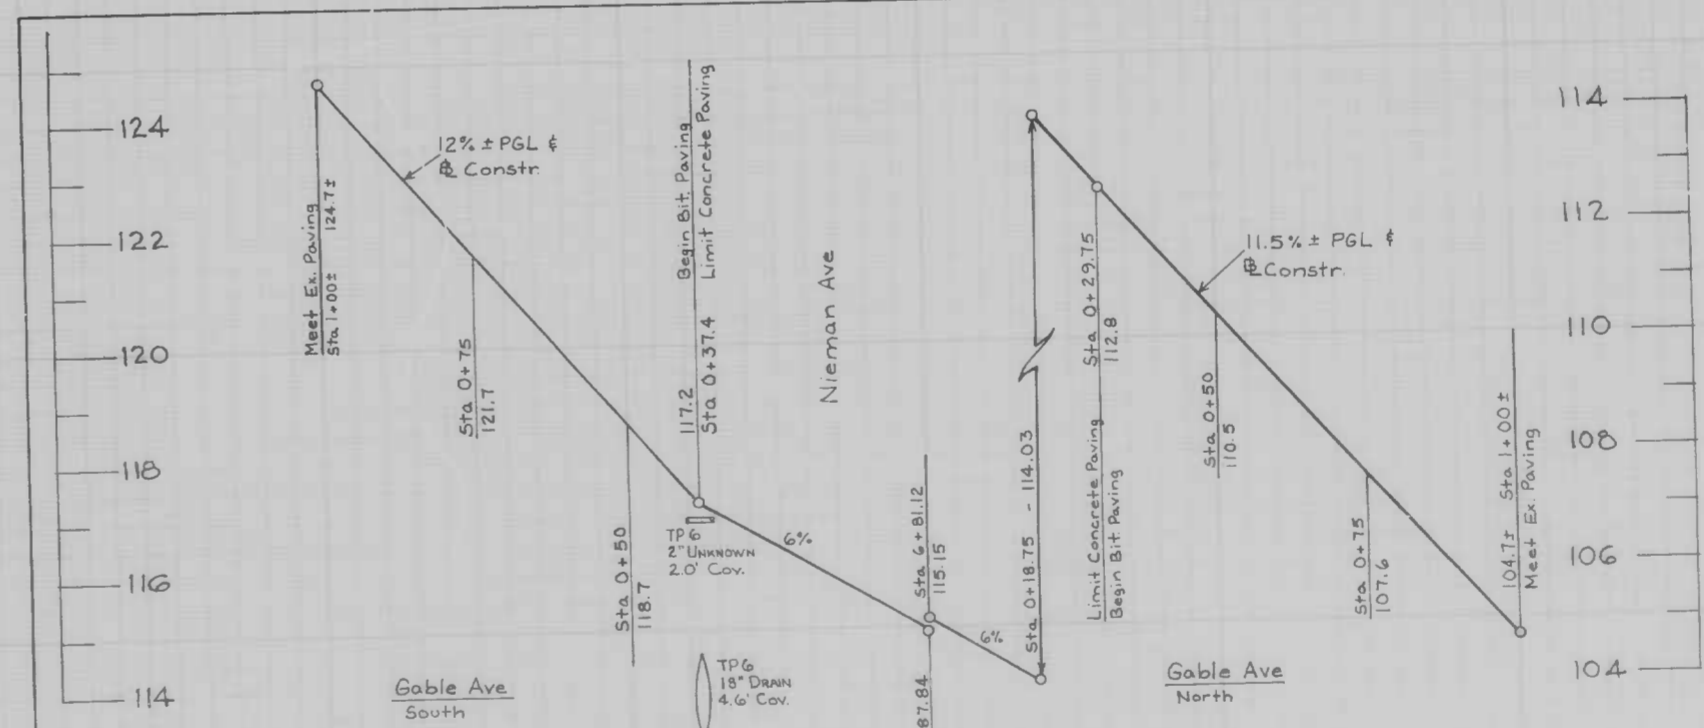 124
122
120
118
116
114
Meet Ex. Paving
Sta 1+00± 124.7±
12% ± PGL ¢
℄ Constr.
Sta 0+75
121.7
Sta 0+50
118.7
Begin Bit. Paving
Limit Concrete Paving
117.2
Sta 0+37.4
TP6
2" UNKNOWN
2.0' Cov.
6%
Nieman Ave
Sta 6+81.12
115.15
87.84
6%
TP6
18" DRAIN
4.6' Cov.
Gable Ave
South
Sta 0+18.75 - 114.03
Sta 0+29.75
112.8
Limit Concrete Paving
Begin Bit Paving
11.5% ± PGL ¢
℄ Constr.
Sta 0+50
110.5
Sta 0+75
107.6
104.7± Sta 1+00±
Meet Ex. Paving
Gable Ave
North
114
112
110
108
106
104